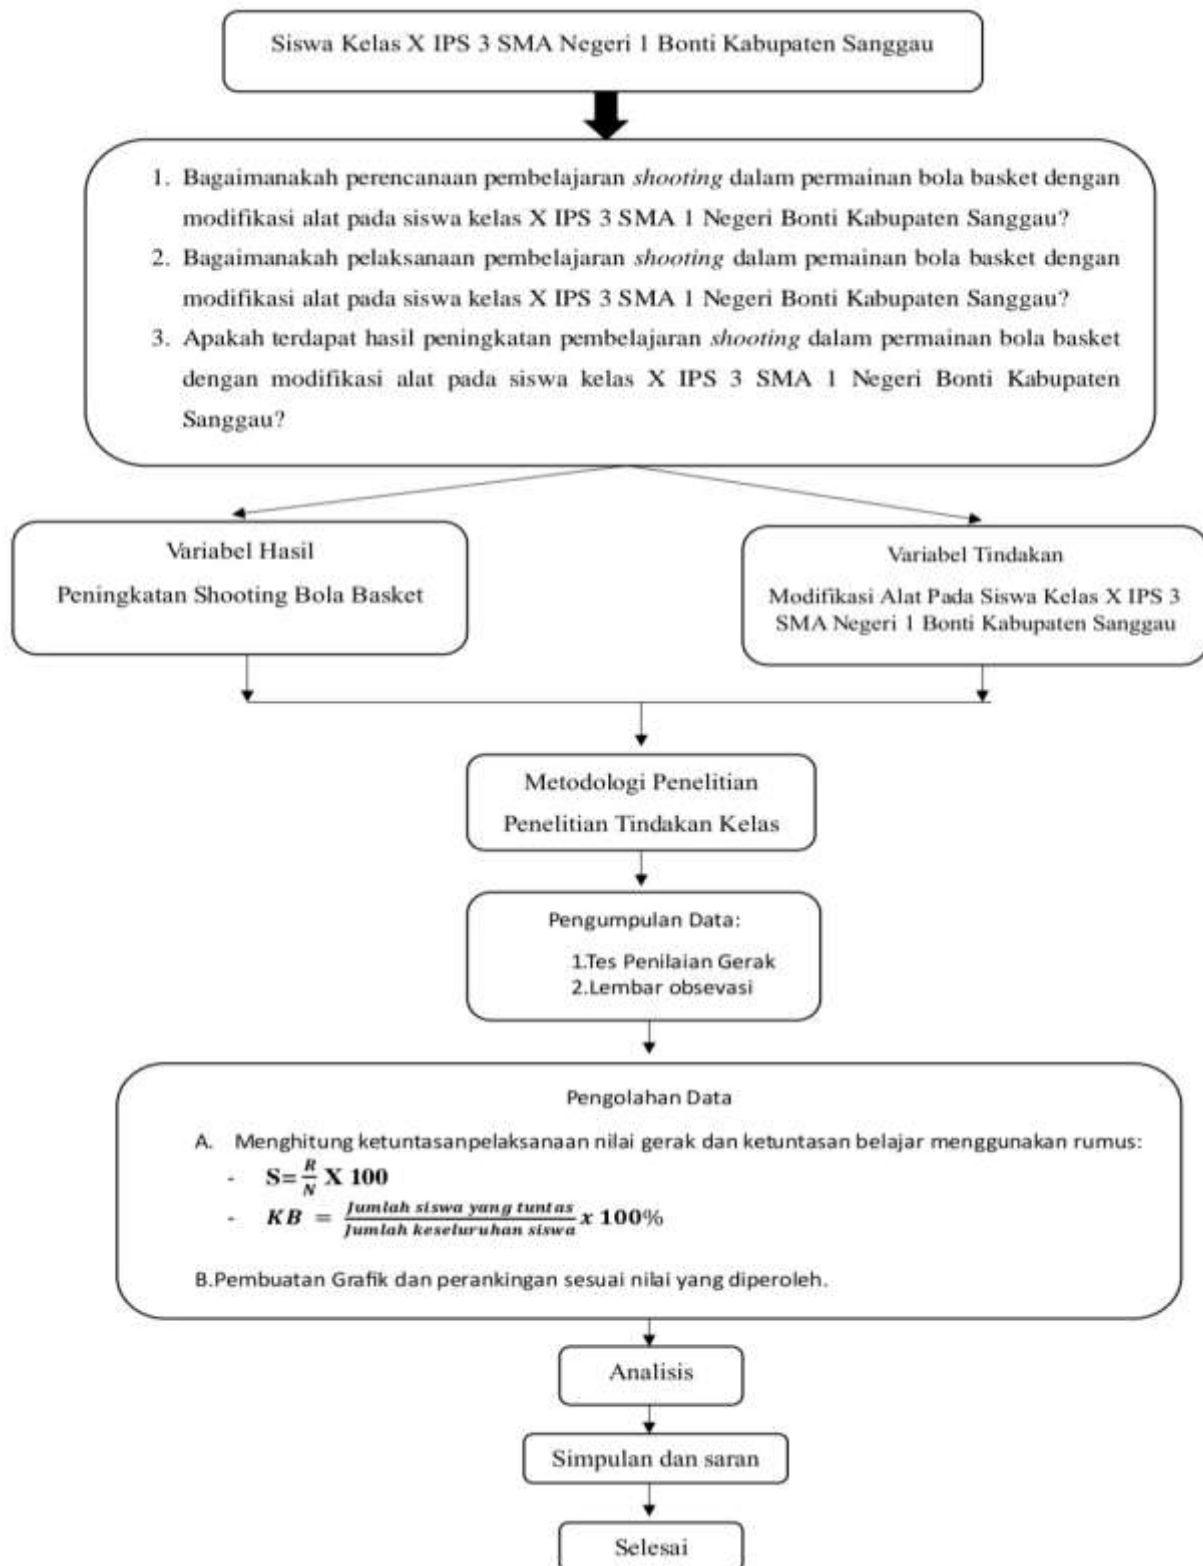 Siswa Kelas X IPS 3 SMA Negeri 1 Bonti Kabupaten Sanggau
1. Bagaimanakah perencanaan pembelajaran shooting dalam permainan bola basket dengan
modifikasi alat pada siswa kelas X IPS 3 SMA 1 Negeri Bonti Kabupaten Sanggau?
2. Bagaimanakah pelaksanaan pembelajaran shooting dalam pemainan bola basket dengan
modifikasi alat pada siswa kelas X IPS 3 SMA 1 Negeri Bonti Kabupaten Sanggau?
3. Apakah terdapat hasil peningkatan pembelajaran shooting dalam permainan bola basket
dengan modifikasi alat pada siswa kelas X IPS 3 SMA 1 Negeri Bonti Kabupaten
Sanggau?
Variabel Hasil
Peningkatan Shooting Bola Basket
Variabel Tindakan
Modifikasi Alat Pada Siswa Kelas X IPS 3
SMA Negeri 1 Bonti Kabupaten Sanggau
Metodologi Penelitian
Penelitian Tindakan Kelas
Pengumpulan Data:
1.Tes Penilaian Gerak
2.Lembar obsevasi
Pengolahan Data
A. Menghitung ketuntasanpelaksanaan nilai gerak dan ketuntasan belajar menggunakan rumus:
- S=R/N X 100
- KB = Jumlah siswa yang tuntas/Jumlah keseluruhan siswa x 100%
B.Pembuatan Grafik dan perankingan sesuai nilai yang diperoleh.
Analisis
Simpulan dan saran
Selesai